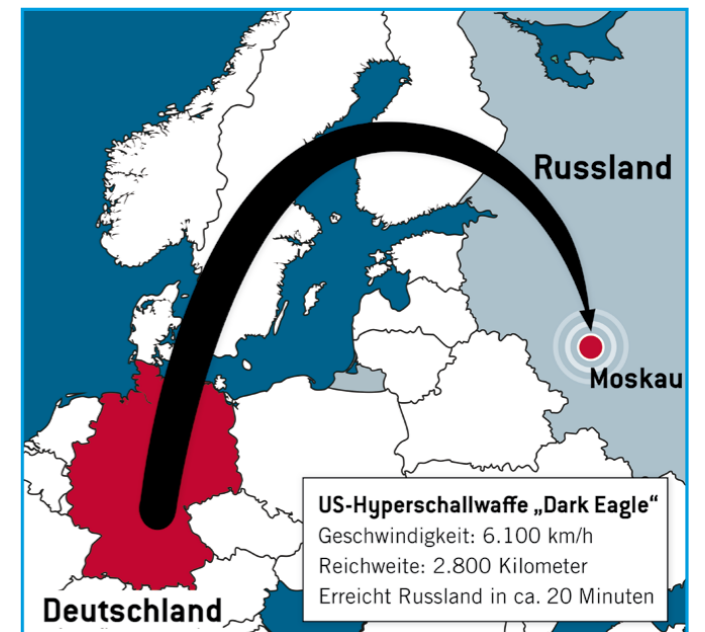 Russland
Moskau
US-Hyperschallwaffe „Dark Eagle“
Geschwindigkeit: 6.100 km/h
Reichweite: 2.800 Kilometer
Erreicht Russland in ca. 20 Minuten
Deutschland